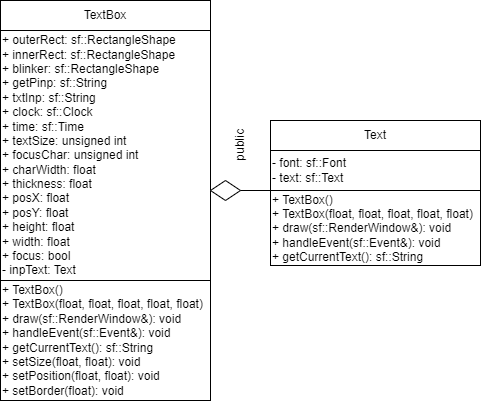 TextBox
+ outerRect: sf::RectangleShape
+ innerRect: sf::RectangleShape
+ blinker: sf::RectangleShape
+ getPinp: sf::String
+ txtInp: sf::String
+ clock: sf::Clock
+ time: sf::Time
+ textSize: unsigned int
+ focusChar: unsigned int
+ charWidth: float
+ thickness: float
+ posX: float
+ posY: float
+ height: float
+ width: float
+ focus: bool
- inpText: Text
+ TextBox()
+ TextBox(float, float, float, float, float)
+ draw(sf::RenderWindow&): void
+ handleEvent(sf::Event&): void
+ getCurrentText(): sf::String
+ setSize(float, float): void
+ setPosition(float, float): void
+ setBorder(float): void
public
Text
- font: sf::Font
- text: sf::Text
+ TextBox()
+ TextBox(float, float, float, float, float)
+ draw(sf::RenderWindow&): void
+ handleEvent(sf::Event&): void
+ getCurrentText(): sf::String